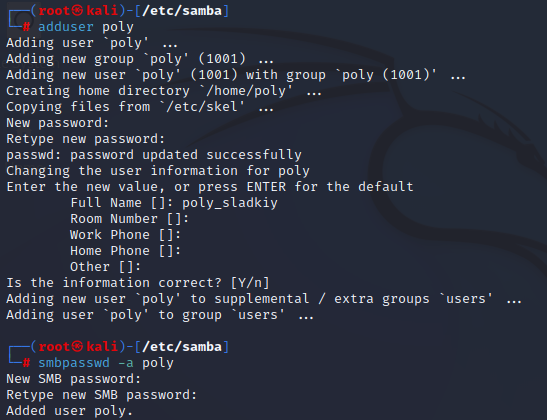 ┌──(root㉿kali)-[/etc/samba]
└─# adduser poly
Adding user `poly' ...
Adding new group `poly' (1001) ...
Adding new user `poly' (1001) with group `poly (1001)' ...
Creating home directory `/home/poly' ...
Copying files from `/etc/skel' ...
New password:
Retype new password:
passwd: password updated successfully
Changing the user information for poly
Enter the new value, or press ENTER for the default
        Full Name []: poly_sladkiy
        Room Number []:
        Work Phone []:
        Home Phone []:
        Other []:
Is the information correct? [Y/n]
Adding new user `poly' to supplemental / extra groups `users' ...
Adding user `poly' to group `users' ...
┌──(root㉿kali)-[/etc/samba]
└─# smbpasswd -a poly
New SMB password:
Retype new SMB password:
Added user poly.